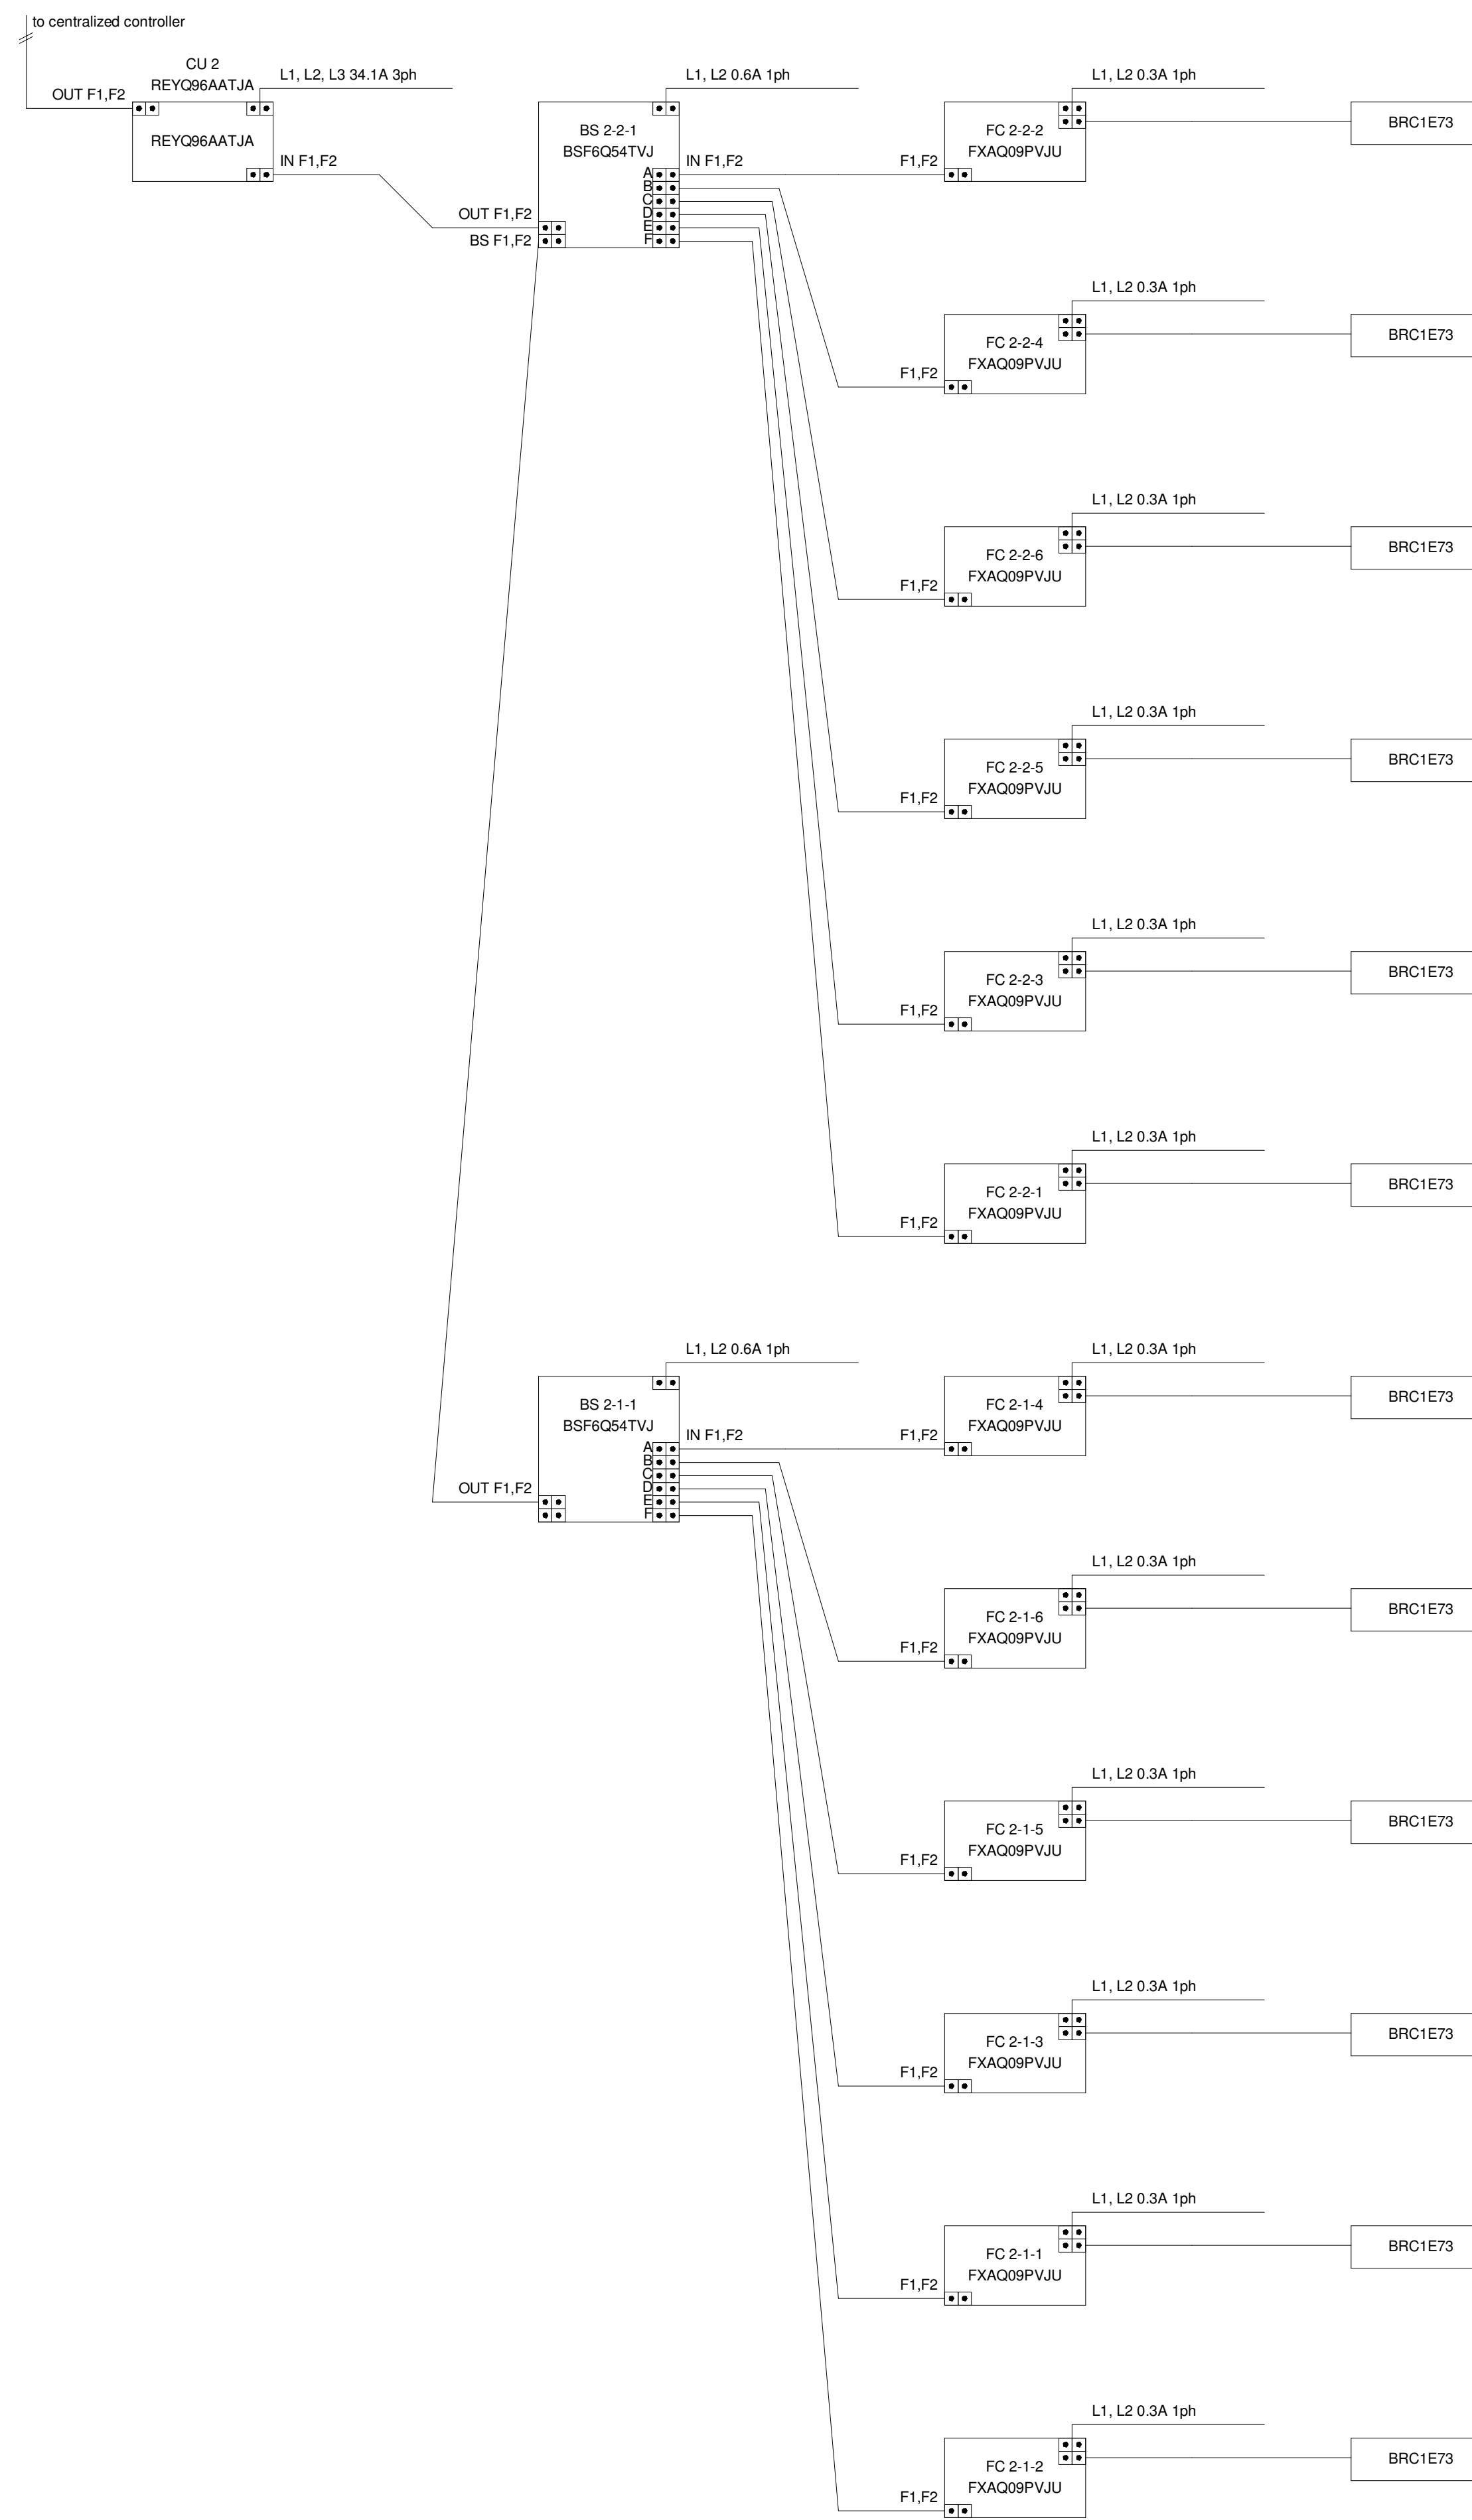 to centralized controller
CU 2
REYQ96AATJA
L1, L2, L3 34.1A 3ph
OUT F1,F2
REYQ96AATJA
IN F1,F2
L1, L2 0.6A 1ph
BS 2-2-1
BSF6Q54TVJ
IN F1,F2
A
B
C
D
E
F
OUT F1,F2
BS F1,F2
L1, L2 0.3A 1ph
FC 2-2-2
FXAQ09PVJU
F1,F2
BRC1E73
L1, L2 0.3A 1ph
FC 2-2-4
FXAQ09PVJU
F1,F2
BRC1E73
L1, L2 0.3A 1ph
FC 2-2-6
FXAQ09PVJU
F1,F2
BRC1E73
L1, L2 0.3A 1ph
FC 2-2-5
FXAQ09PVJU
F1,F2
BRC1E73
L1, L2 0.3A 1ph
FC 2-2-3
FXAQ09PVJU
F1,F2
BRC1E73
L1, L2 0.3A 1ph
FC 2-2-1
FXAQ09PVJU
F1,F2
BRC1E73
L1, L2 0.6A 1ph
BS 2-1-1
BSF6Q54TVJ
IN F1,F2
A
B
C
D
E
F
OUT F1,F2
L1, L2 0.3A 1ph
FC 2-1-4
FXAQ09PVJU
F1,F2
BRC1E73
L1, L2 0.3A 1ph
FC 2-1-6
FXAQ09PVJU
F1,F2
BRC1E73
L1, L2 0.3A 1ph
FC 2-1-5
FXAQ09PVJU
F1,F2
BRC1E73
L1, L2 0.3A 1ph
FC 2-1-3
FXAQ09PVJU
F1,F2
BRC1E73
L1, L2 0.3A 1ph
FC 2-1-1
FXAQ09PVJU
F1,F2
BRC1E73
L1, L2 0.3A 1ph
FC 2-1-2
FXAQ09PVJU
F1,F2
BRC1E73